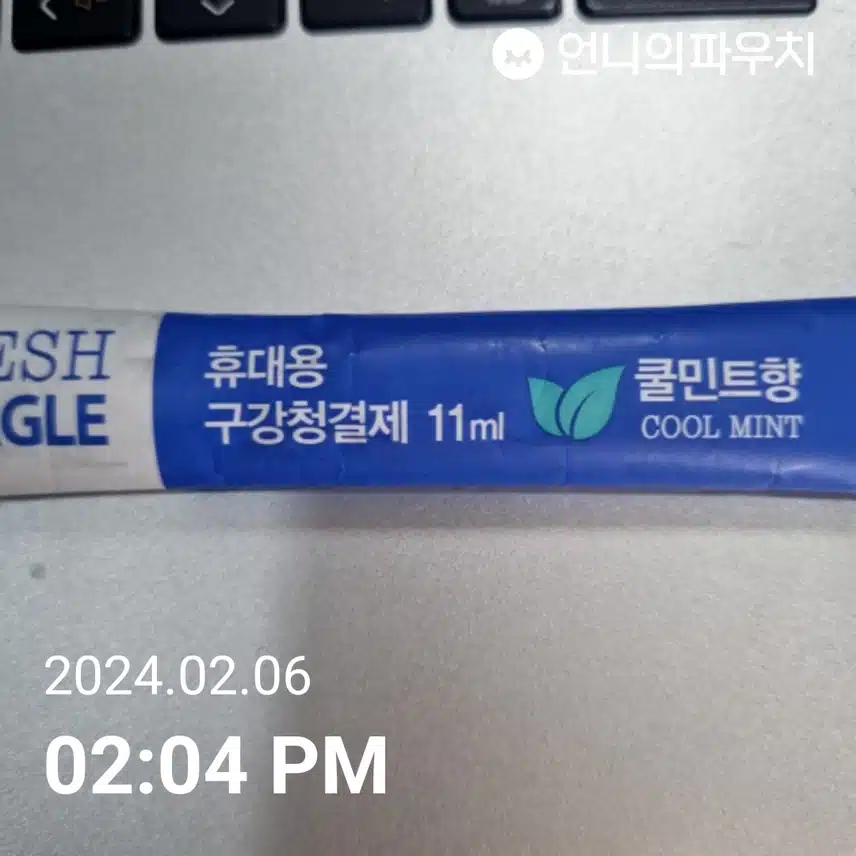 언니의파우치
ESH
AGLE
휴대용
구강청결제 11ml
쿨민트향
COOL MINT
2024.02.06
02:04 PM